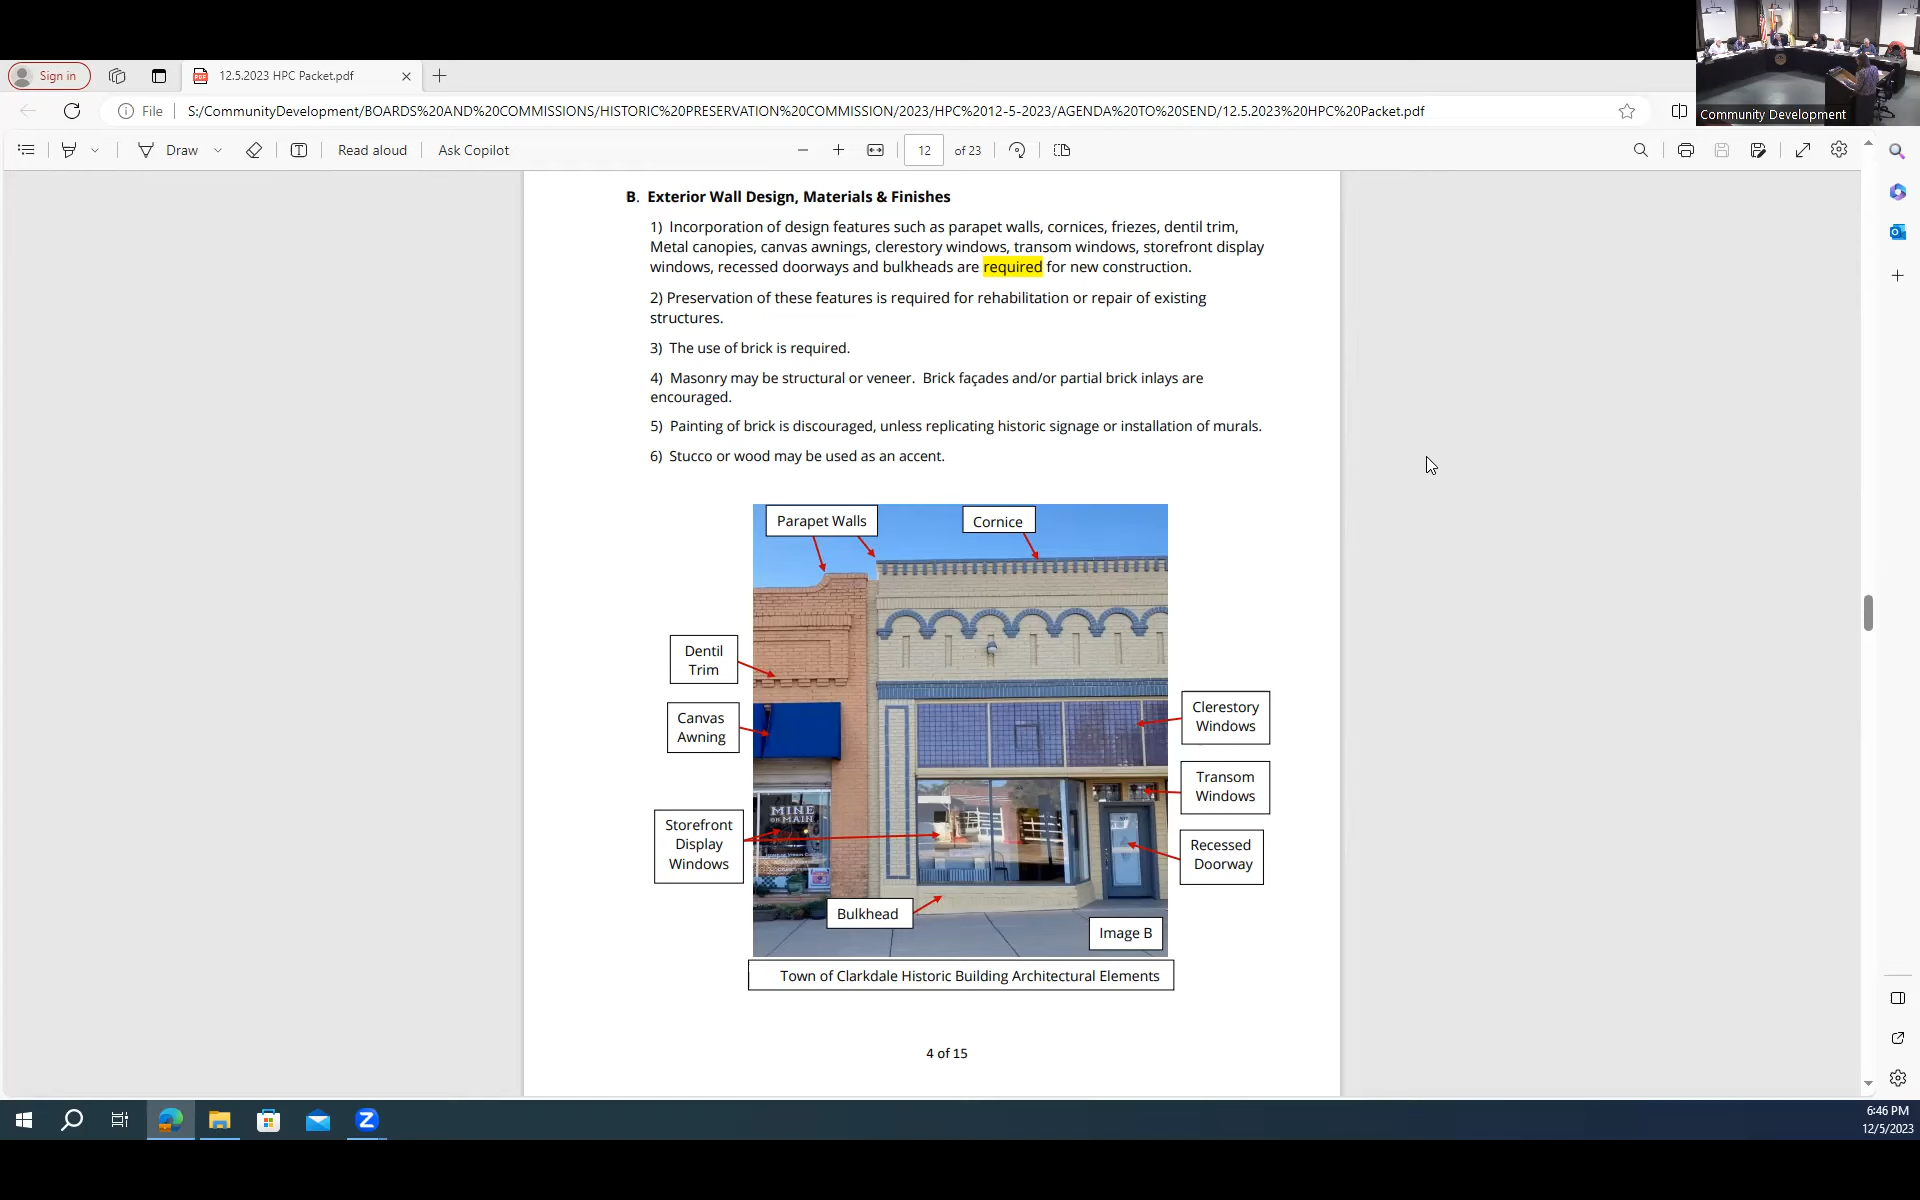 Sign in
12.5.2023 HPC Packet.pdf
Community Development
File
S:/CommunityDevelopment/BOARDS%20AND%20COMMISSIONS/HISTORIC%20PRESERVATION%20COMMISSION/2023/HPC%2012-5-2023/AGENDA%20TO%20SEND/12.5.2023%20HPC%20Packet.pdf
Draw
Read aloud
Ask Copilot
12
of 23
B. Exterior Wall Design, Materials & Finishes
1) Incorporation of design features such as parapet walls, cornices, friezes, dentil trim,
Metal canopies, canvas awnings, clerestory windows, transom windows, storefront display
windows, recessed doorways and bulkheads are required for new construction.
2) Preservation of these features is required for rehabilitation or repair of existing
structures.
3) The use of brick is required.
4) Masonry may be structural or veneer. Brick façades and/or partial brick inlays are
encouraged.
5) Painting of brick is discouraged, unless replicating historic signage or installation of murals.
6) Stucco or wood may be used as an accent.
Parapet Walls
Cornice
Dentil
Trim
Canvas
Awning
Clerestory
Windows
Transom
Windows
Storefront
Display
Windows
MINE
ON MAIN
Recessed
Doorway
Bulkhead
Image B
Town of Clarkdale Historic Building Architectural Elements
4 of 15
6:46 PM
12/5/2023